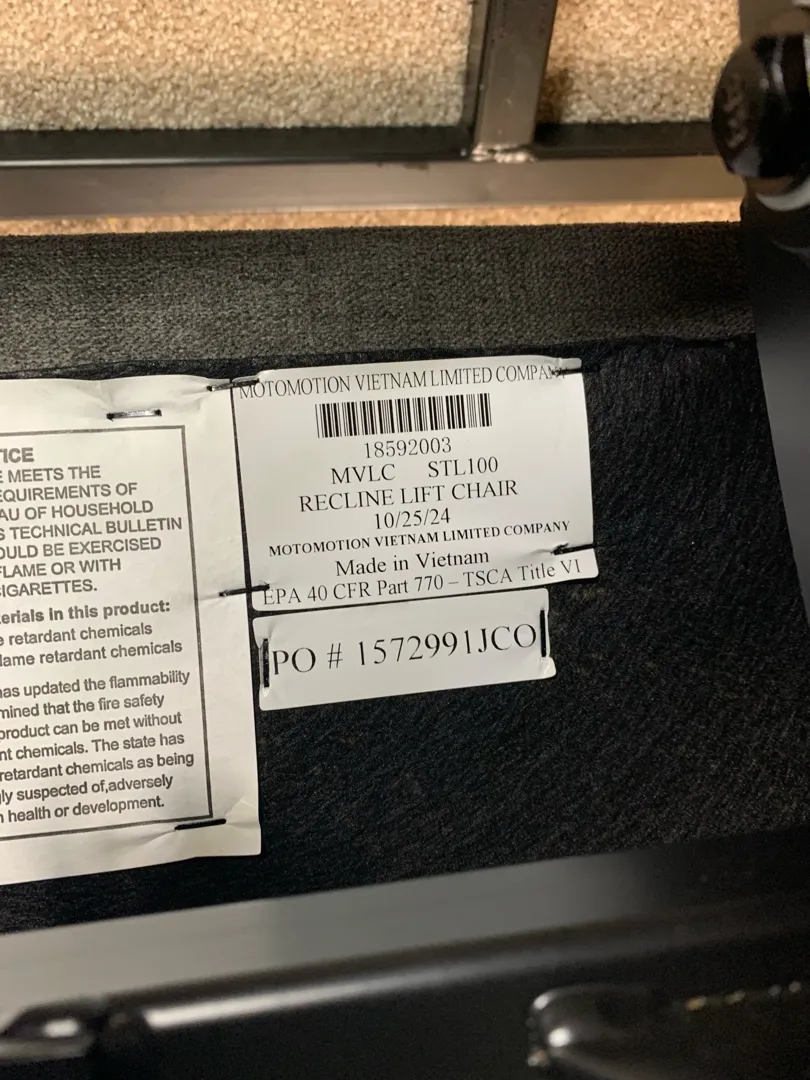 TICE
E MEETS THE
EQUIREMENTS OF
AU OF HOUSEHOLD
S TECHNICAL BULLETIN
OULD BE EXERCISED
FLAME OR WITH
IGARETTES.
erials in this product:
e retardant chemicals
lame retardant chemicals
as updated the flammability
mined that the fire safety
product can be met without
nt chemicals. The state has
retardant chemicals as being
gly suspected of,adversely
n health or development.
MOTOMOTION VIETNAM LIMITED COMPANY
18592003
MVLC STL100
RECLINE LIFT CHAIR
10/25/24
MOTOMOTION VIETNAM LIMITED COMPANY
Made in Vietnam
EPA 40 CFR Part 770 – TSCA Title VI
PO # 1572991JCO